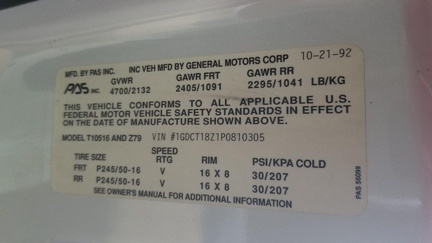 MFD. BY PAS INC. INC VEH MFD BY GENERAL MOTORS CORP 10-21-92
PAS INC. GVWR GAWR FRT GAWR RR
4700/2132 2405/1091 2295/1041 LB/KG
THIS VEHICLE CONFORMS TO ALL APPLICABLE U.S.
FEDERAL MOTOR VEHICLE SAFETY STANDARDS IN EFFECT
ON THE DATE OF MANUFACTURE SHOWN ABOVE.
MODEL T10516 AND Z79 VIN #1GDCT18Z1P0810305
TIRE SIZE SPEED RTG RIM PSI/KPA COLD
FRT P245/50-16 V 16 X 8 30/207
RR P245/50-16 V 16 X 8 30/207
SEE OWNER'S MANUAL FOR ADDITIONAL INFORMATION
PAS 56099